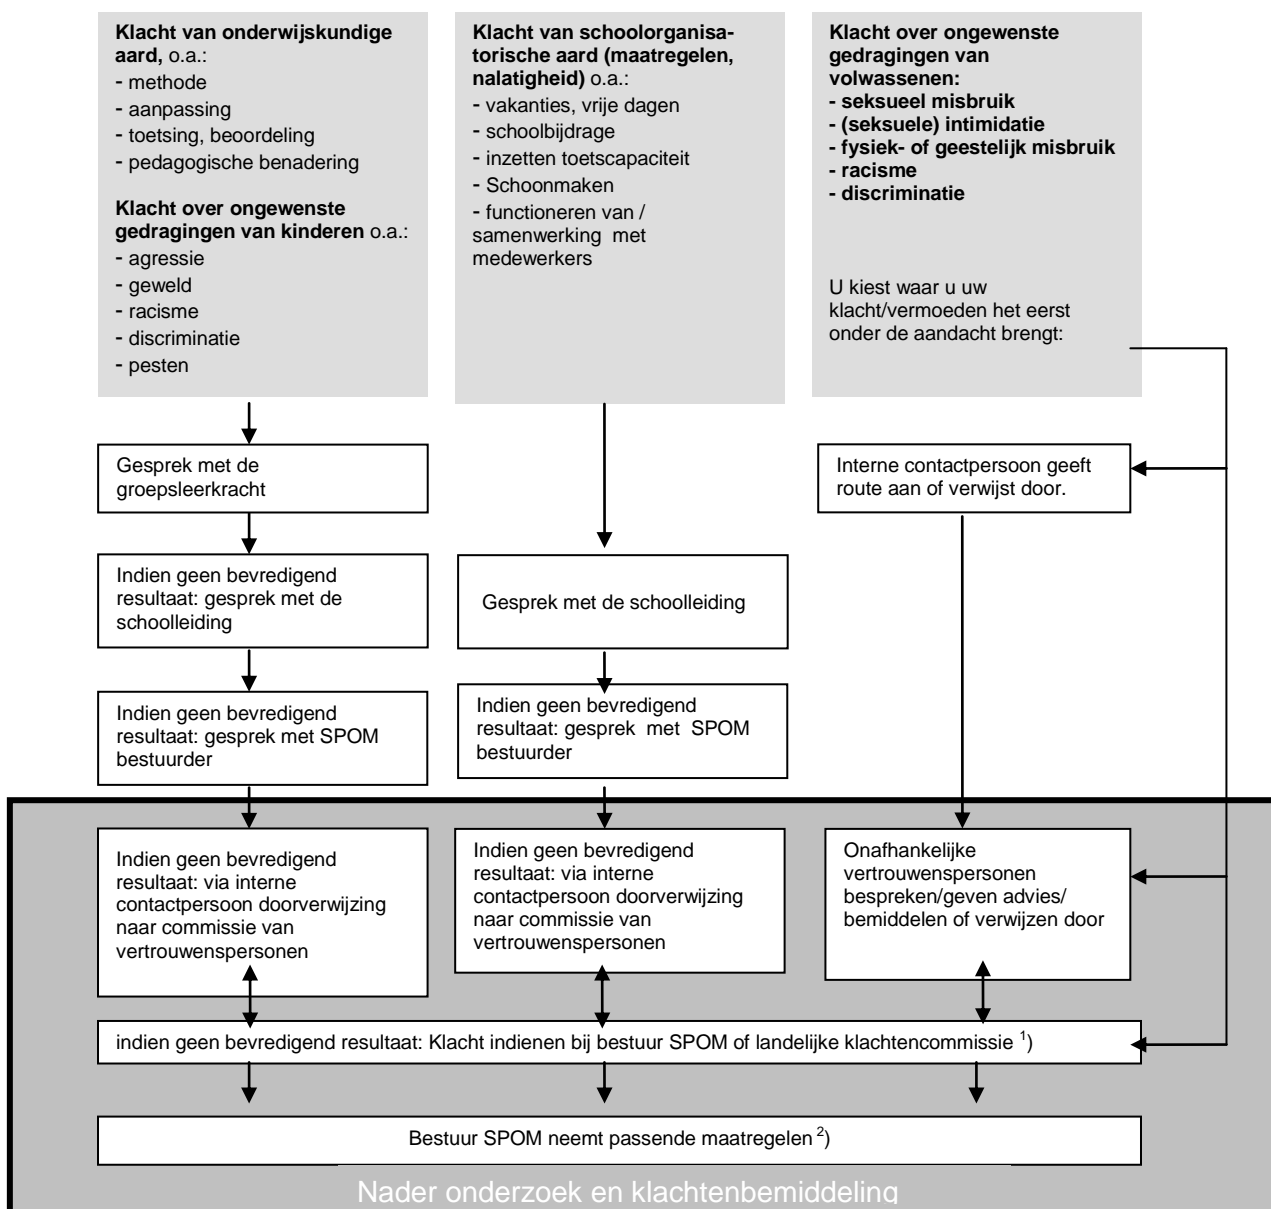 Klacht van onderwijskundige
aard, o.a.:
- methode
- aanpassing
- toetsing, beoordeling
- pedagogische benadering
Klacht over ongewenste
gedragingen van kinderen o.a.:
- agressie
- geweld
- racisme
- discriminatie
- pesten
Klacht van schoolorganisa-
torische aard (maatregelen,
nalatigheid) o.a.:
- vakanties, vrije dagen
- schoolbijdrage
- inzetten toetscapaciteit
- Schoonmaken
- functioneren van /
samenwerking met
medewerkers
Klacht over ongewenste
gedragingen van
volwassenen:
- seksueel misbruik
- (seksuele) intimidatie
- fysiek- of geestelijk misbruik
- racisme
- discriminatie
U kiest waar u uw
klacht/vermoeden het eerst
onder de aandacht brengt:
Gesprek met de
groepsleerkracht
Interne contactpersoon geeft
route aan of verwijst door.
Indien geen bevredigend
resultaat: gesprek met de
schoolleiding
Gesprek met de schoolleiding
Indien geen bevredigend
resultaat: gesprek met SPOM
bestuurder
Indien geen bevredigend
resultaat: gesprek met SPOM
bestuurder
Indien geen bevredigend
resultaat: via interne
contactpersoon doorverwijzing
naar commissie van
vertrouwenspersonen
Indien geen bevredigend
resultaat: via interne
contactpersoon doorverwijzing
naar commissie van
vertrouwenspersonen
Onafhankelijke
vertrouwenspersonen
bespreken/geven advies/
bemiddelen of verwijzen door
indien geen bevredigend resultaat: Klacht indienen bij bestuur SPOM of landelijke klachtencommissie ¹)
Bestuur SPOM neemt passende maatregelen ²)
Nader onderzoek en klachtenbemiddeling